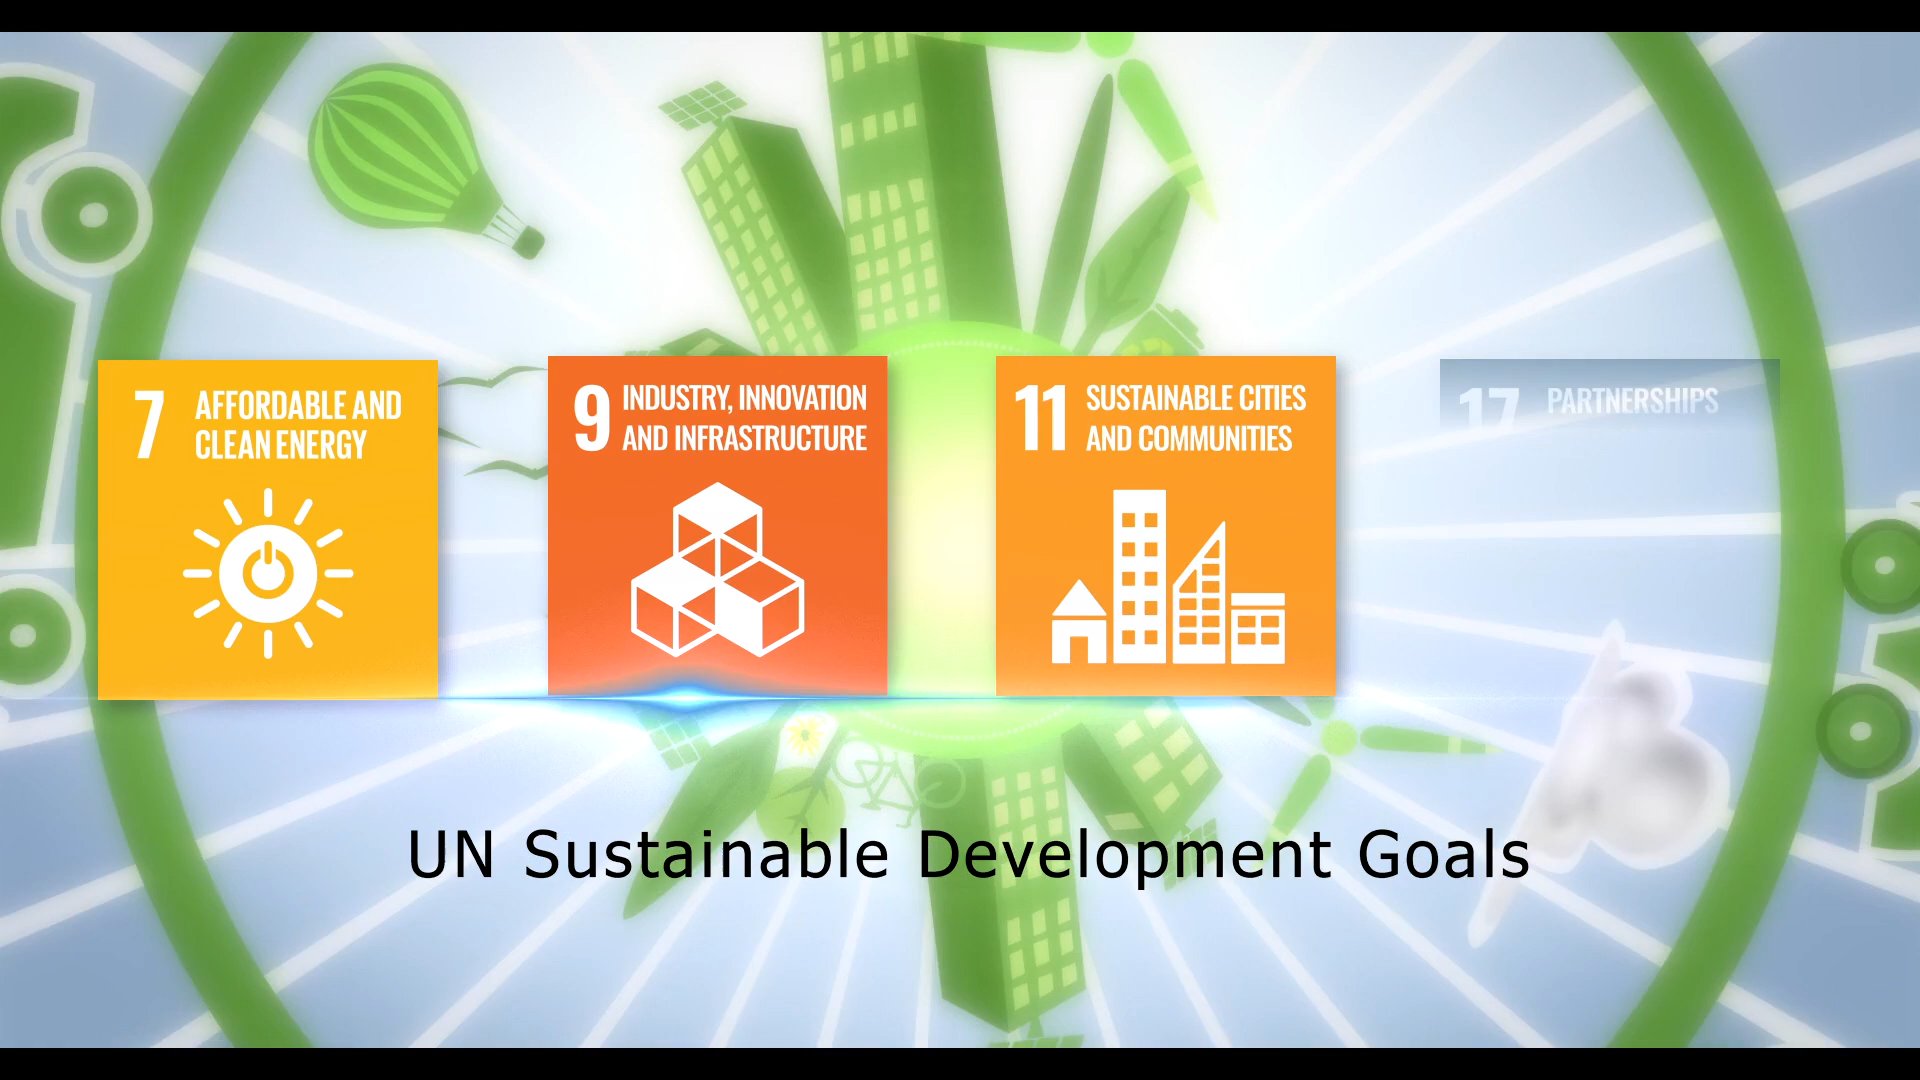 7 AFFORDABLE AND
CLEAN ENERGY
9 INDUSTRY, INNOVATION
AND INFRASTRUCTURE
11 SUSTAINABLE CITIES
AND COMMUNITIES
17 PARTNERSHIPS
UN Sustainable Development Goals